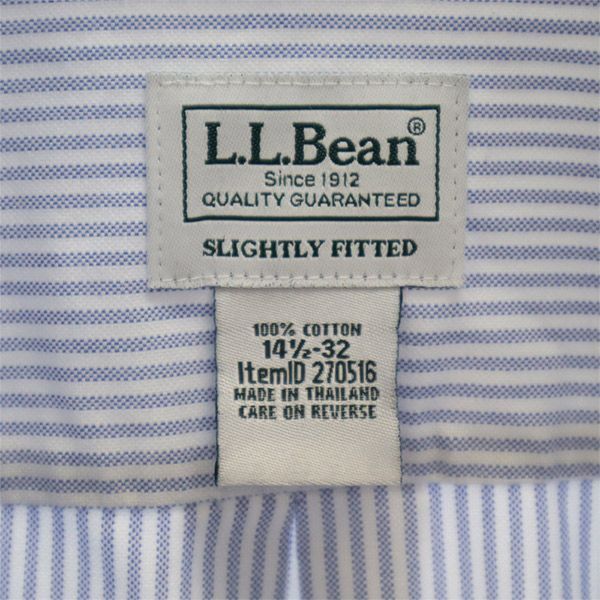 L.L.Bean®
Since 1912
QUALITY GUARANTEED
SLIGHTLY FITTED
100% COTTON
14½-32
ItemID 270516
MADE IN THAILAND
CARE ON REVERSE